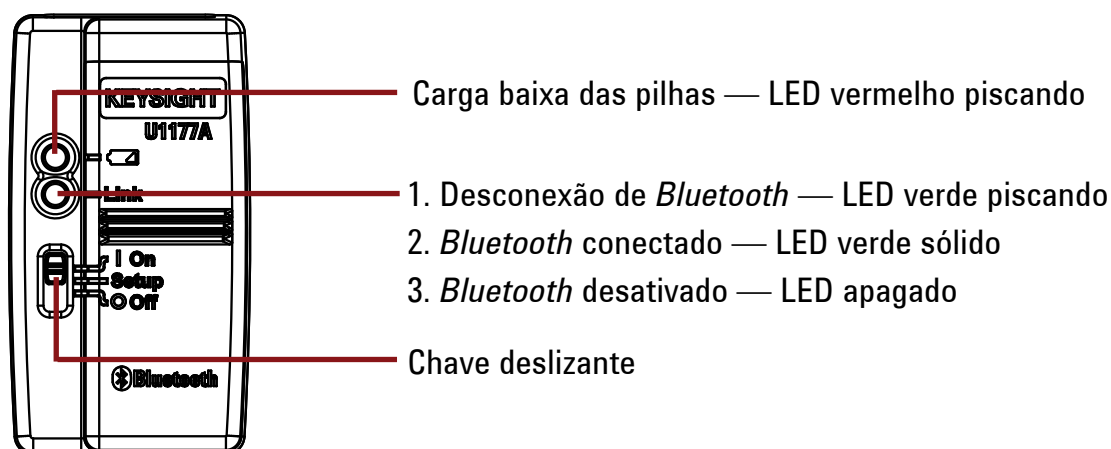 KEYSIGHT
U1177A
Carga baixa das pilhas — LED vermelho piscando
Link
1. Desconexão de Bluetooth — LED verde piscando
2. Bluetooth conectado — LED verde sólido
3. Bluetooth desativado — LED apagado
I On
Setup
O Off
Chave deslizante
Bluetooth